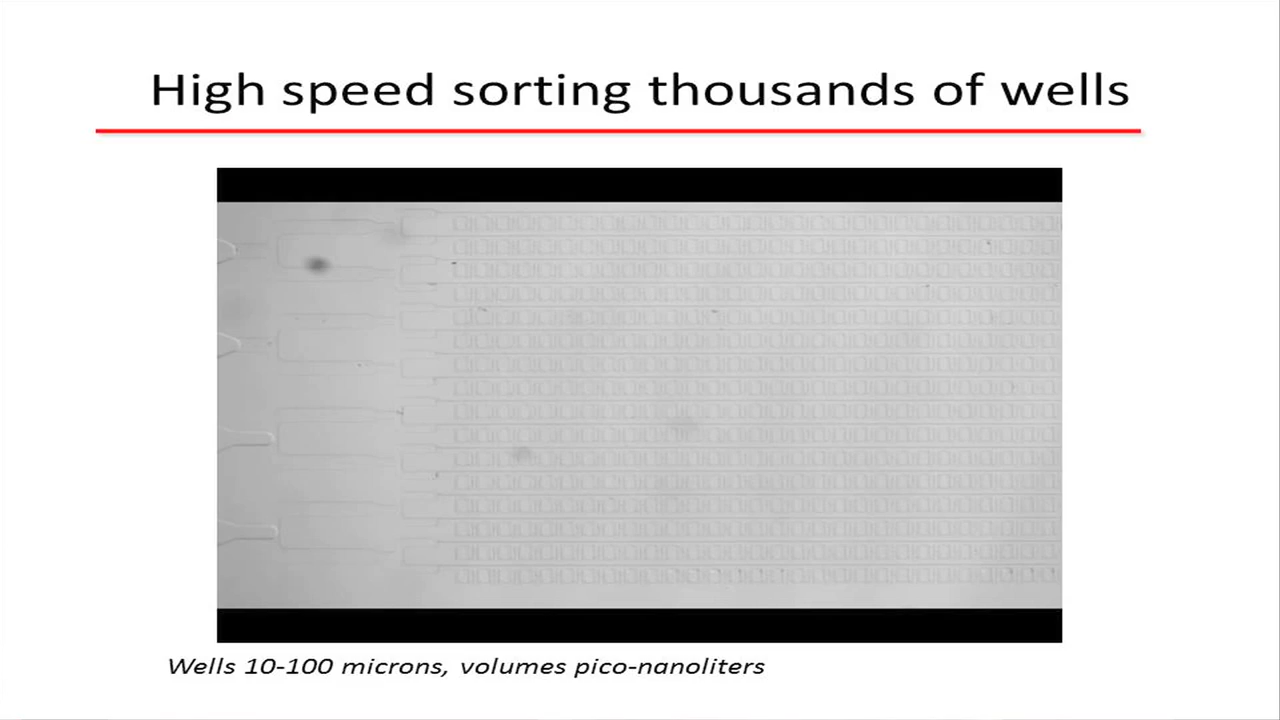 High speed sorting thousands of wells
Wells 10-100 microns, volumes pico-nanoliters